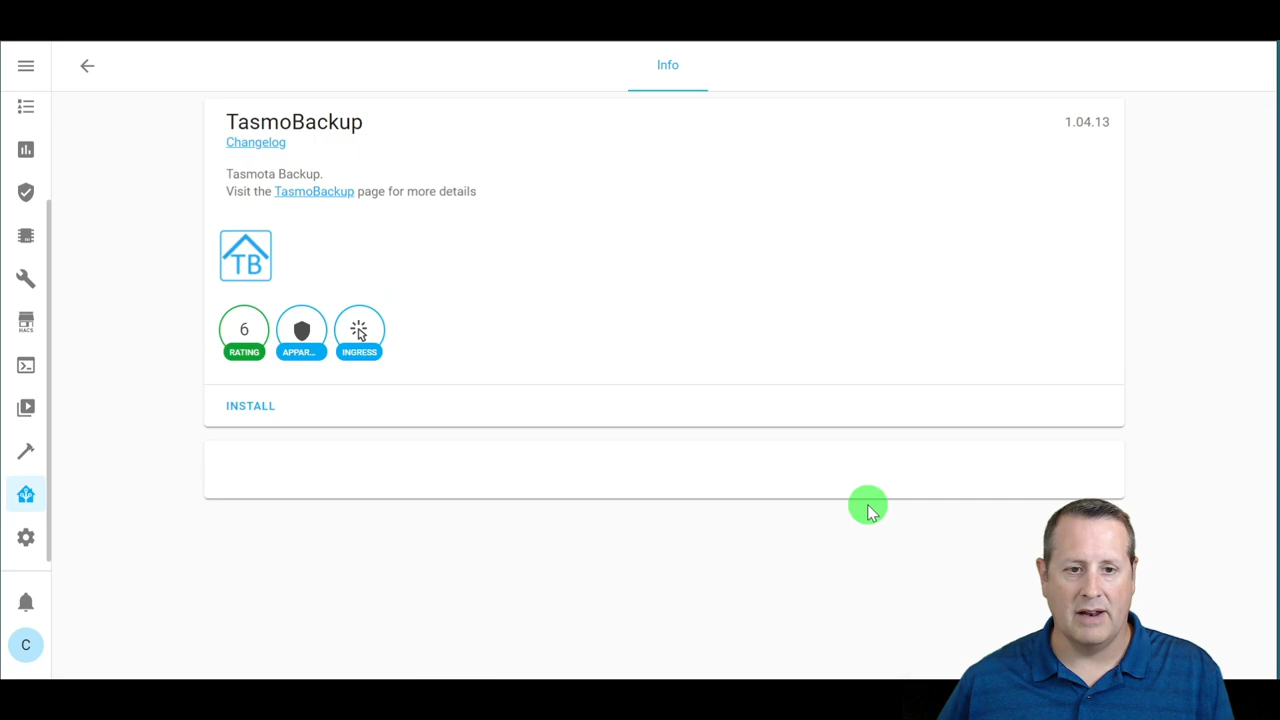 Info
TasmoBackup
1.04.13
Changelog
Tasmota Backup.
Visit the TasmoBackup page for more details
TB
6
RATING
APPAR...
INGRESS
INSTALL
HACS
C